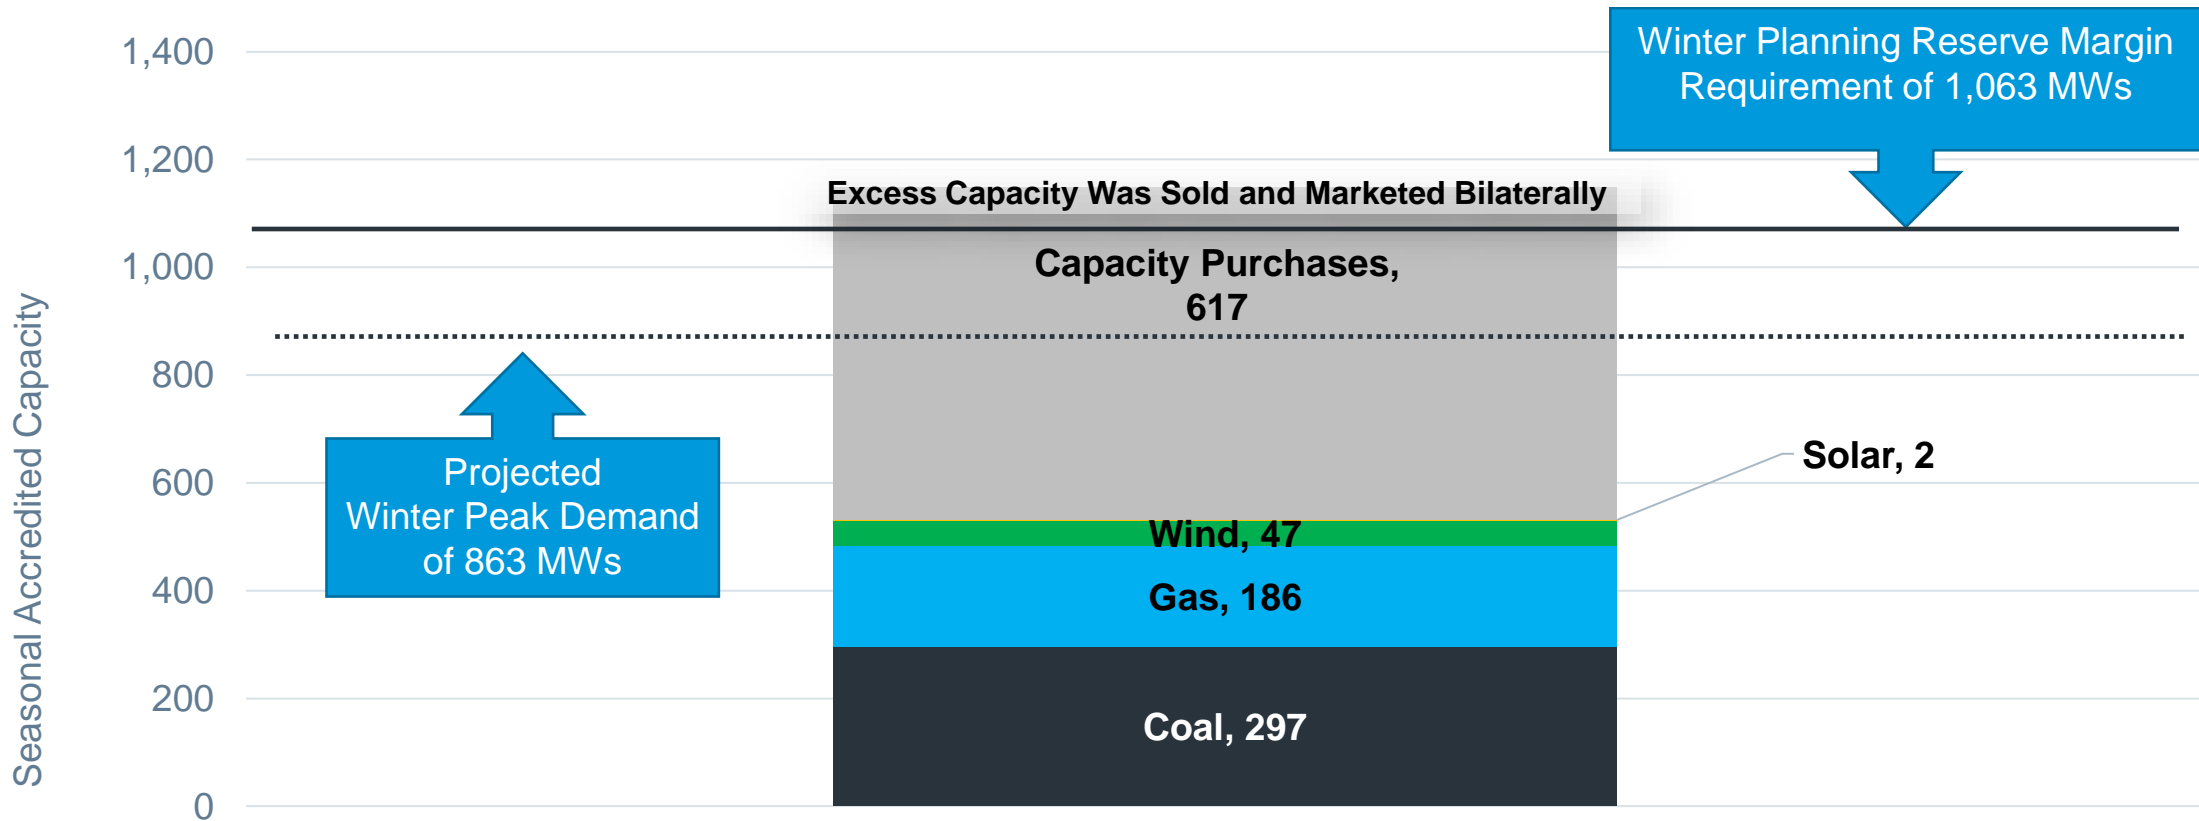 Seasonal Accredited Capacity
1,400
1,200
1,000
800
600
400
200
0
Winter Planning Reserve Margin
Requirement of 1,063 MWs
Excess Capacity Was Sold and Marketed Bilaterally
Capacity Purchases,
617
Projected
Winter Peak Demand
of 863 MWs
Solar, 2
Wind, 47
Gas, 186
Coal, 297